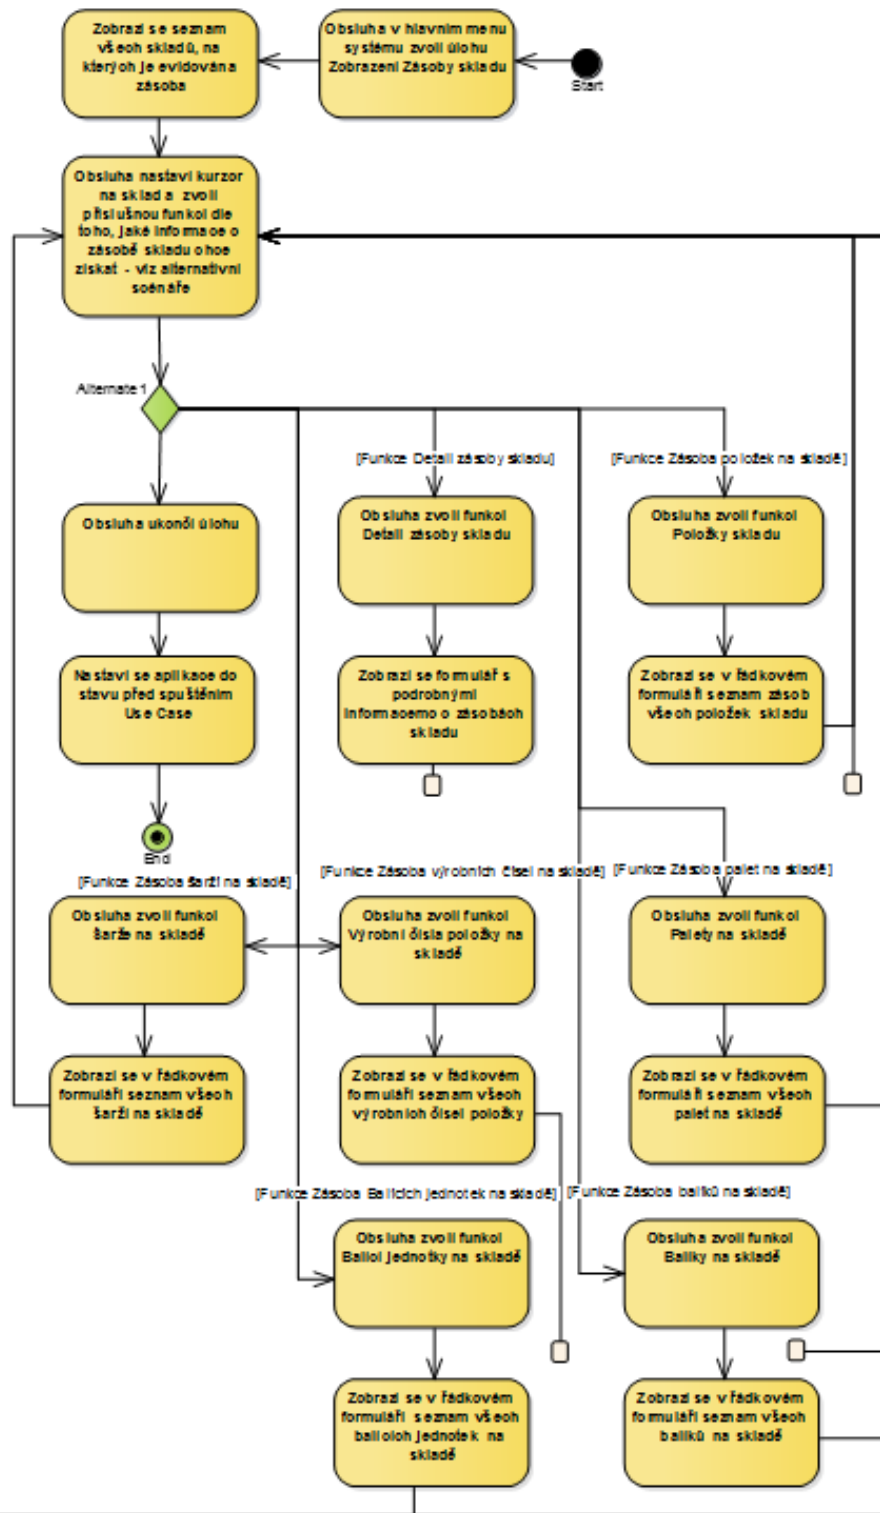 Zobrazí se seznam
všech skladů, na
kterých je evidována
zásoba
Obsluha v hlavním menu
systému zvolí úlohu
Zobrazení Zásoby skladu
Start
Obsluha nastaví kurzor
na sklad a zvolí
příslušnou funkci dle
toho, jaké informace o
zásobě skladu chce
získat - viz alternativní
scénáře
Alternate 1
[Funkce Detail zásoby skladu]
[Funkce Zásoba položek na skladě]
Obsluha ukončí úlohu
Obsluha zvolí funkci
Detail zásoby skladu
Obsluha zvolí funkci
Položky skladu
Nastaví se aplikace do
stavu před spuštěním
Use Case
Zobrazí se formulář s
podrobnými
informacemo o zásobách
skladu
Zobrazí se v řádkovém
formuláři seznam zásob
všech položek skladu
End
[Funkce Zásoba šarží na skladě]
[Funkce Zásoba výrobních čísel na skladě]
[Funkce Zásoba palet na skladě]
Obsluha zvolí funkci
Šarže na skladě
Obsluha zvolí funkci
Výrobní čísla položky na
skladě
Obsluha zvolí funkci
Palety na skladě
Zobrazí se v řádkovém
formuláři seznam všech
šarží na skladě
Zobrazí se v řádkovém
formuláři seznam všech
výrobních čísel položky
Zobrazí se v řádkovém
formuláři seznam všech
palet na skladě
[Funkce Zásoba Balících jednotek na skladě]
[Funkce Zásoba balíků na skladě]
Obsluha zvolí funkci
Balící jednotky na skladě
Obsluha zvolí funkci
Balíky na skladě
Zobrazí se v řádkovém
formuláři seznam všech
balících jednotek na
skladě
Zobrazí se v řádkovém
formuláři seznam všech
balíků na skladě